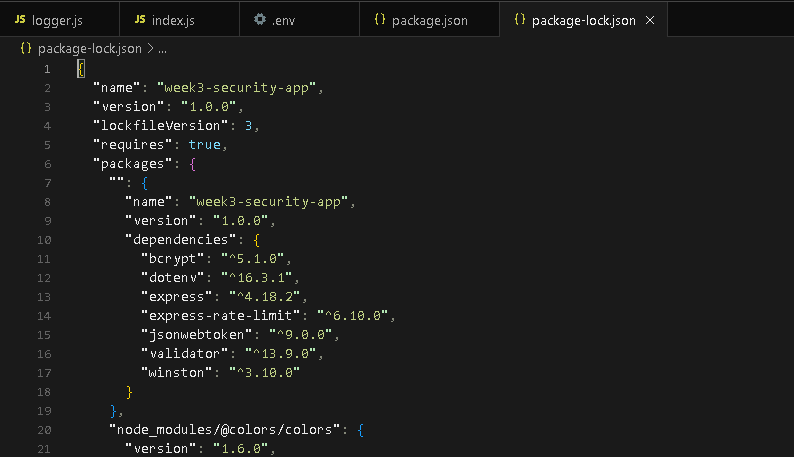 JS logger.js JS index.js .env {} package.json {} package-lock.json ×
{} package-lock.json > ...
1 {
2 "name": "week3-security-app",
3 "version": "1.0.0",
4 "lockfileVersion": 3,
5 "requires": true,
6 "packages": {
7 "": {
8 "name": "week3-security-app",
9 "version": "1.0.0",
10 "dependencies": {
11 "bcrypt": "^5.1.0",
12 "dotenv": "^16.3.1",
13 "express": "^4.18.2",
14 "express-rate-limit": "^6.10.0",
15 "jsonwebtoken": "^9.0.0",
16 "validator": "^13.9.0",
17 "winston": "^3.10.0"
18 }
19 },
20 "node_modules/@colors/colors": {
21 "version": "1.6.0",